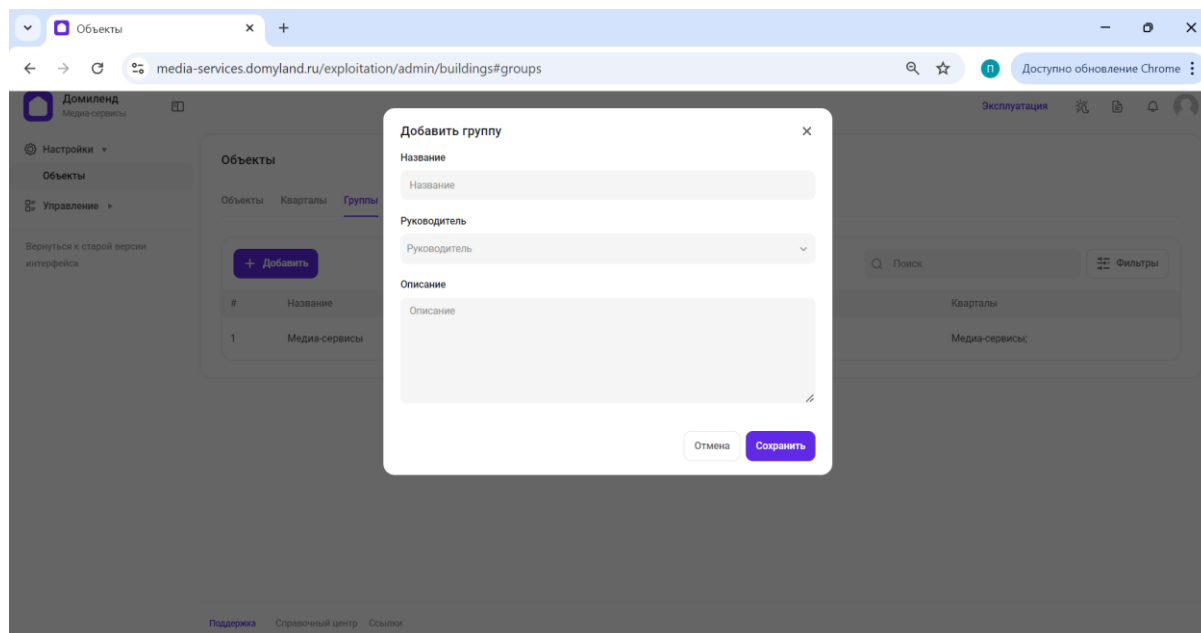 Объекты
media-services.domyland.ru/exploitation/admin/buildings#groups
П
Доступно обновление Chrome
Домиленд
Медиа-сервисы
Эксплуатация
Настройки
Объекты
Управление
Вернуться к старой версии
интерфейса
Объекты
Объекты Кварталы Группы
+ Добавить
Поиск
Фильтры
# Название Кварталы
1 Медиа-сервисы Медиа-сервисы;
Добавить группу
Название
Название
Руководитель
Руководитель
Описание
Описание
Отмена Сохранить
Поддержка Справочный центр Ссылки